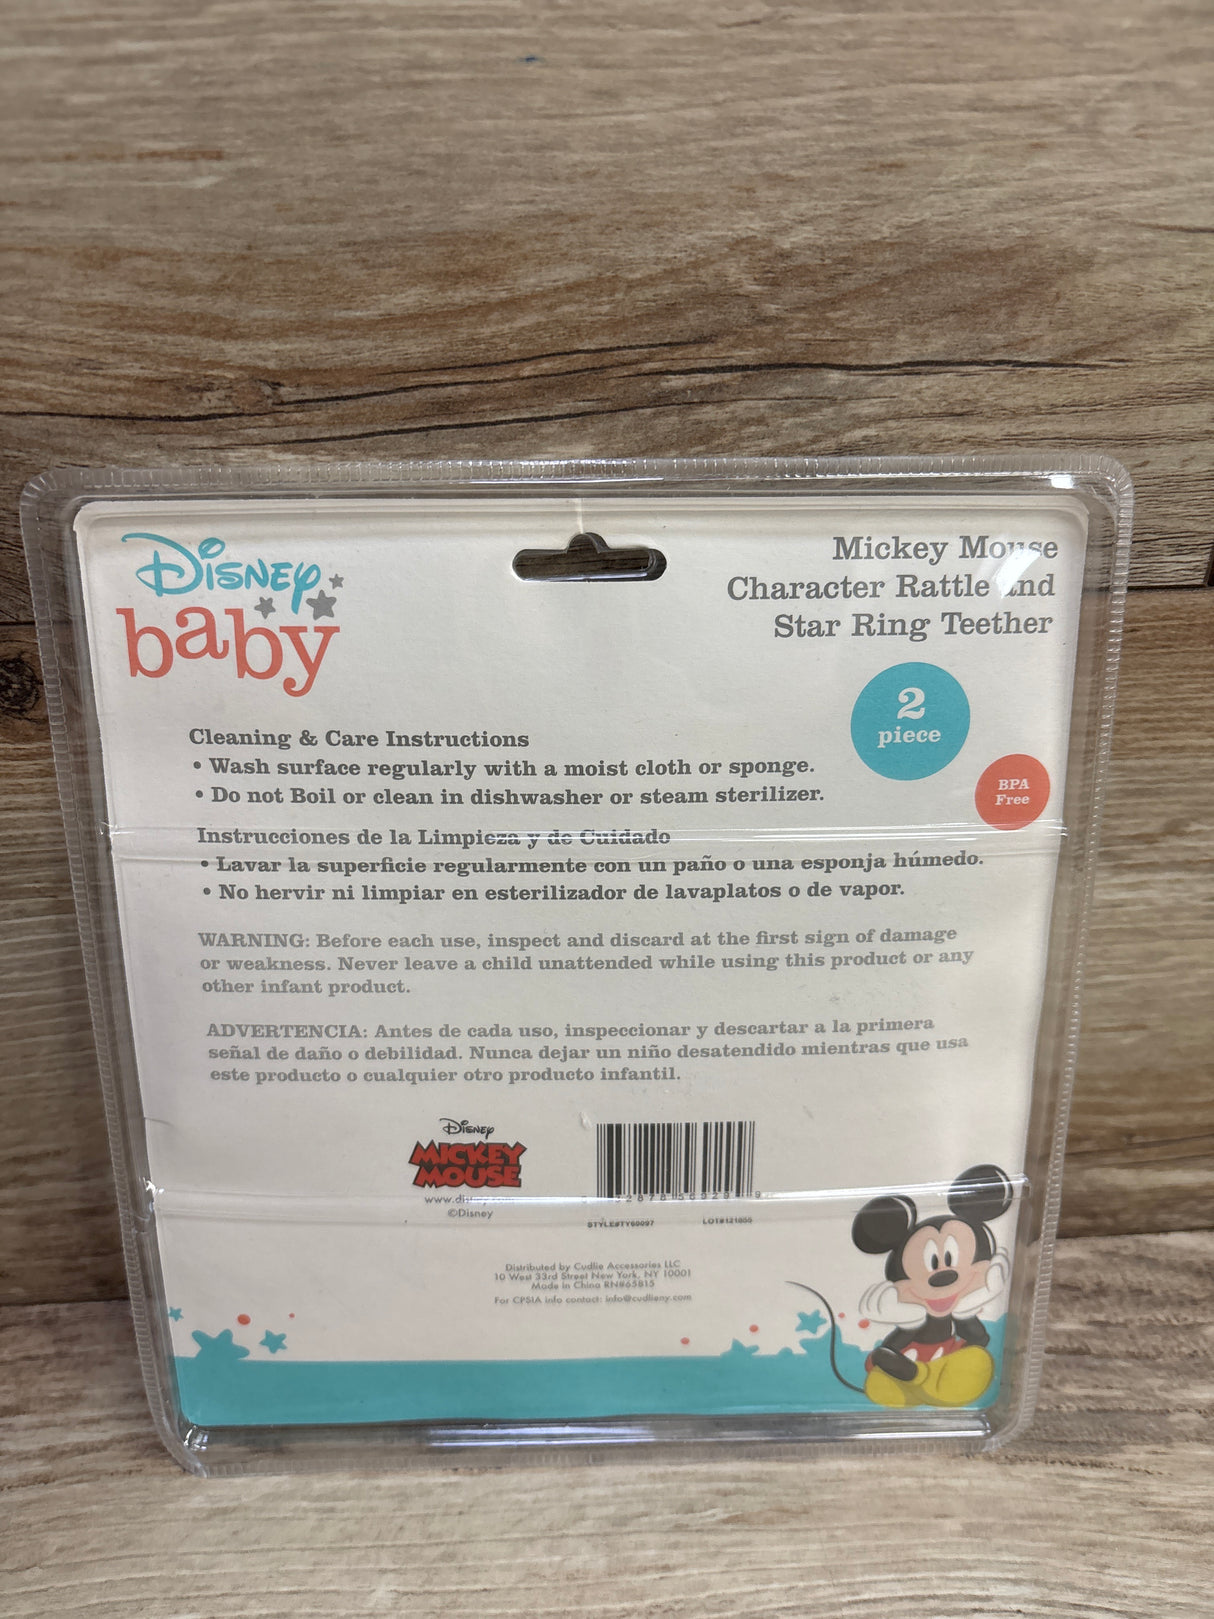 Disney
baby
Mickey Mouse
Character Rattle and
Star Ring Teether
2
piece
BPA
Free
Cleaning & Care Instructions
• Wash surface regularly with a moist cloth or sponge.
• Do not Boil or clean in dishwasher or steam sterilizer.
Instrucciones de la Limpieza y de Cuidado
• Lavar la superficie regularmente con un paño o una esponja húmedo.
• No hervir ni limpiar en esterilizador de lavaplatos o de vapor.
WARNING: Before each use, inspect and discard at the first sign of damage
or weakness. Never leave a child unattended while using this product or any
other infant product.
ADVERTENCIA: Antes de cada uso, inspeccionar y descartar a la primera
señal de daño o debilidad. Nunca dejar un niño desatendido mientras que usa
este producto o cualquier otro producto infantil.
Disney
MICKEY
MOUSE
©Disney
STYLE#TY60097
Distributed by Cudlie Accessories LLC
10 West 33rd Street New York, NY 10001
Made in China RN#65815
For CPSIA info contact: info@cudlieny.com